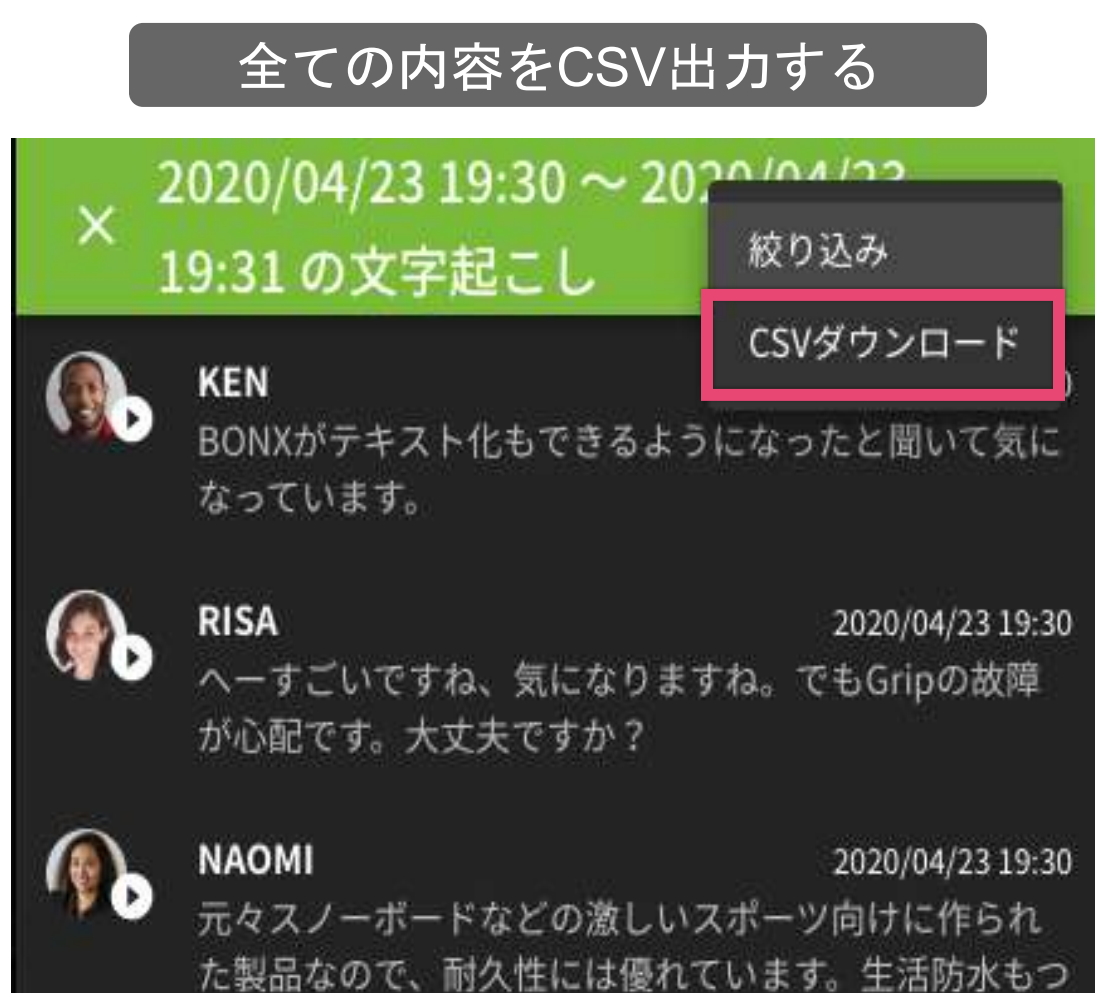 全ての内容をCSV出力する
2020/04/23 19:30 ～ 2020/04/23
19:31 の文字起こし
絞り込み
CSVダウンロード
KEN
BONXがテキスト化もできるようになったと聞いて気に
なっています。
RISA 2020/04/23 19:30
へーすごいですね、気になりますね。でもGripの故障
が心配です。大丈夫ですか？
NAOMI 2020/04/23 19:30
元々スノーボードなどの激しいスポーツ向けに作られ
た製品なので、耐久性には優れています。生活防水もつ